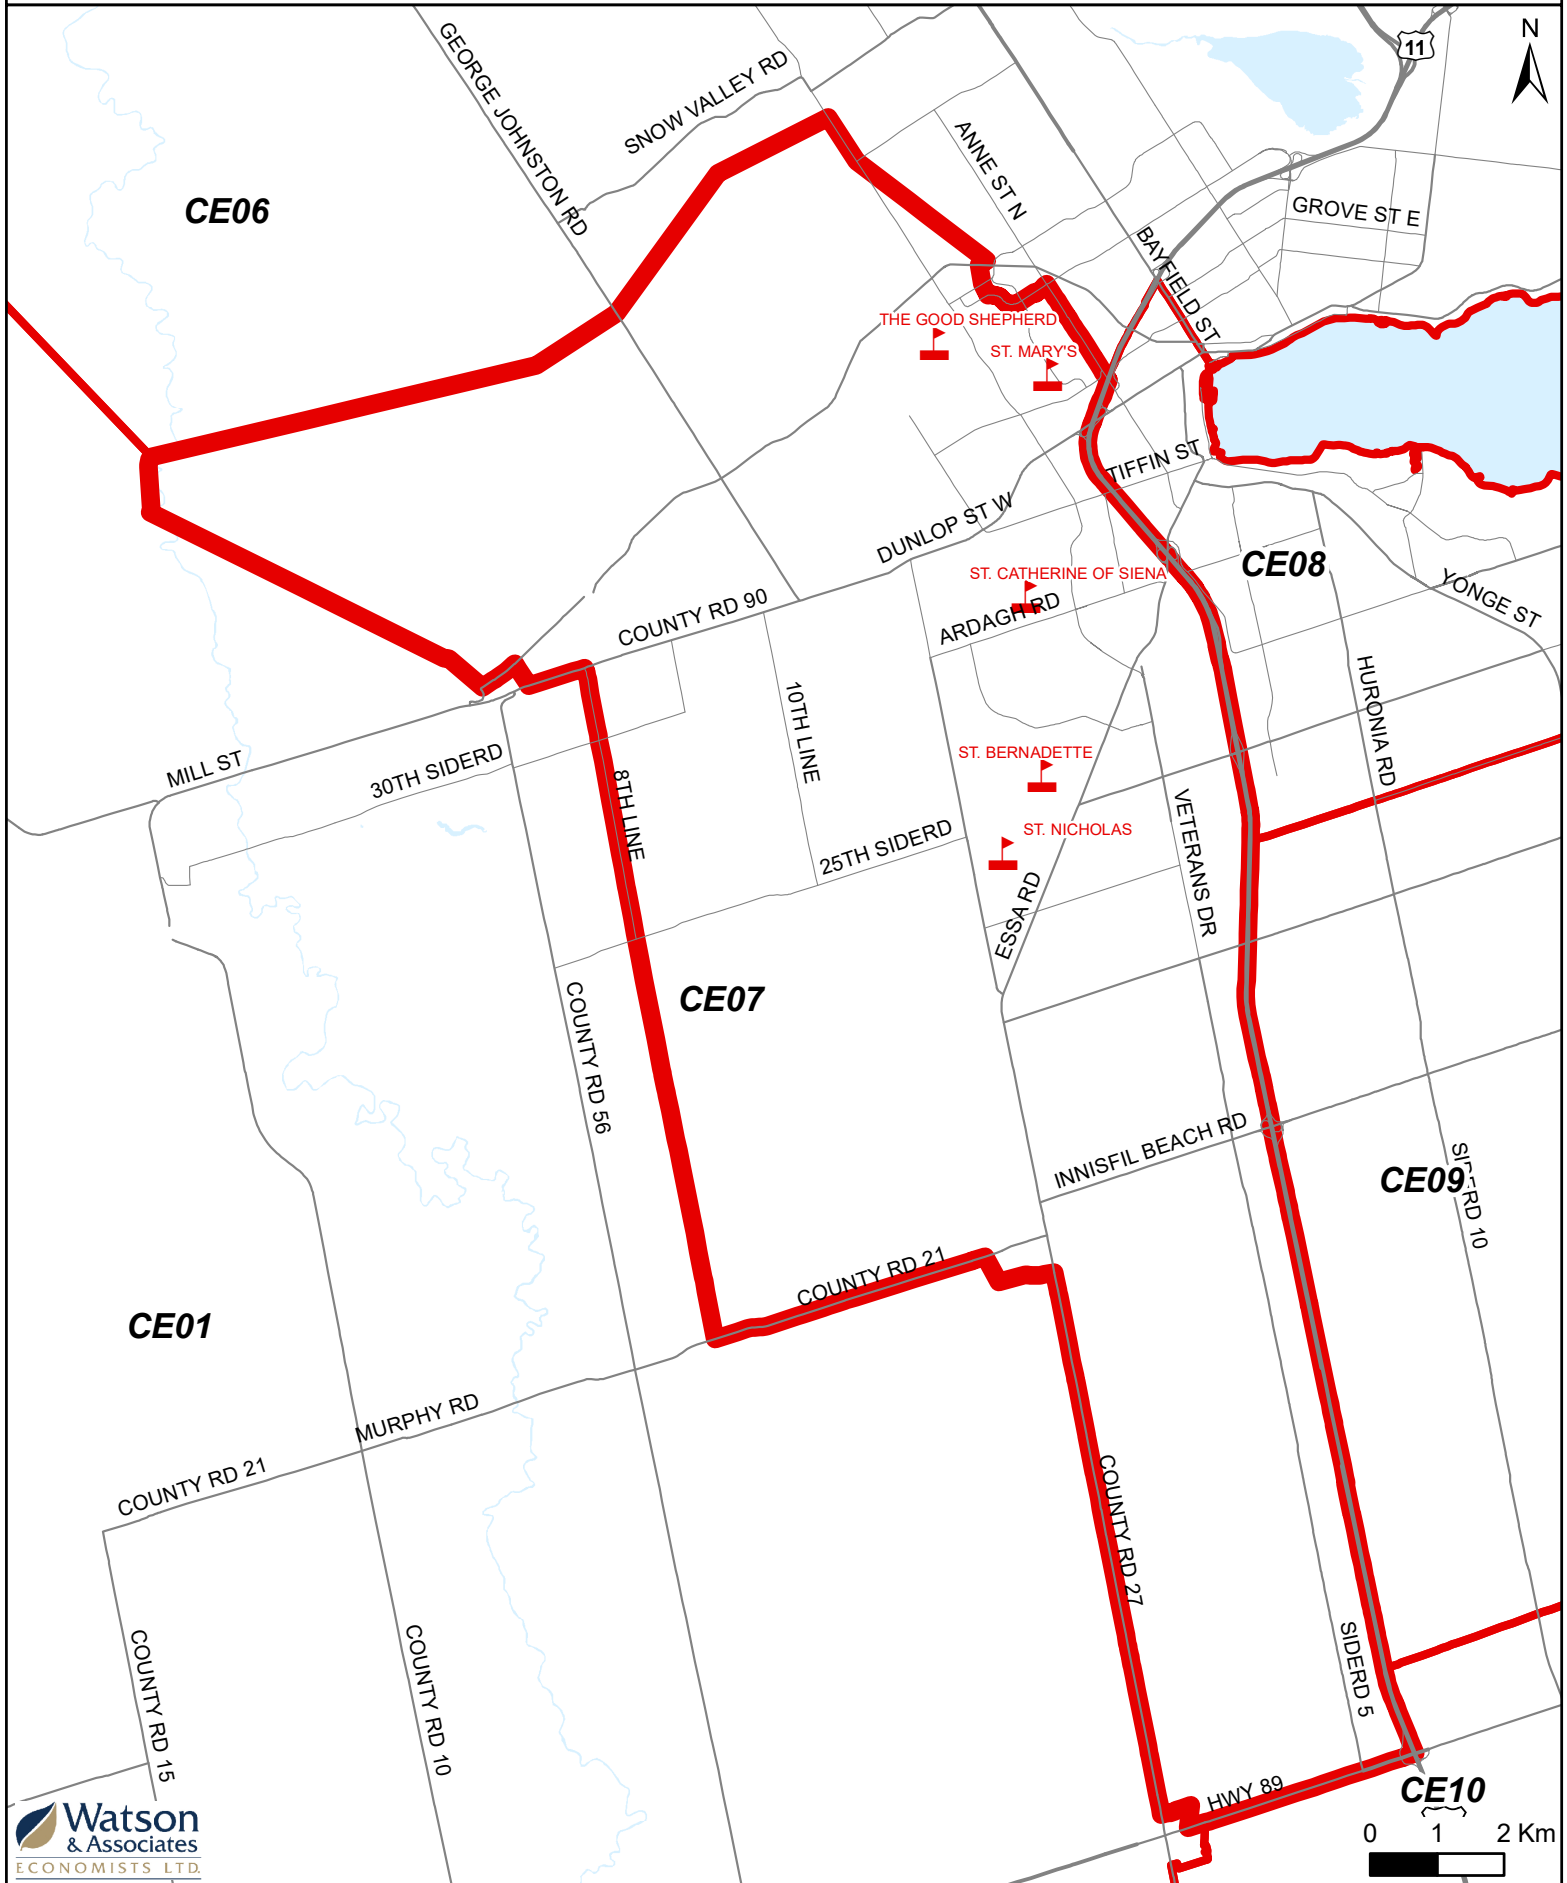 N
11
GEORGE JOHNSTON RD
SNOW VALLEY RD
ANNE ST N
CE06
GROVE ST E
BAYFIELD ST
THE GOOD SHEPHERD
ST. MARY'S
TIFFIN ST
DUNLOP ST W
CE08
ST. CATHERINE OF SIENA
YONGE ST
COUNTY RD 90
ARDAGH RD
HURONIA RD
10TH LINE
MILL ST
30TH SIDERD
ST. BERNADETTE
8TH LINE
VETERANS DR
ST. NICHOLAS
25TH SIDERD
ESSA RD
CE07
COUNTY RD 56
INNISFIL BEACH RD
CE09
SIDERD 10
COUNTY RD 21
CE01
MURPHY RD
COUNTY RD 21
COUNTY RD 27
COUNTY RD 15
COUNTY RD 10
SIDERD 5
HWY 89
CE10
Watson
& Associates
ECONOMISTS LTD.
0 1 2 Km